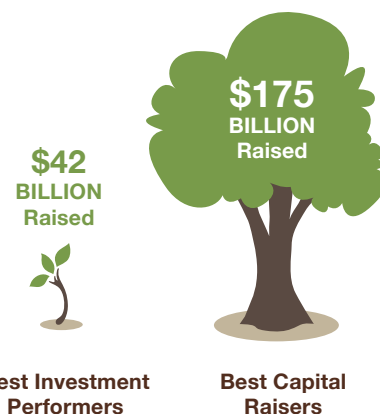 $42
BILLION
Raised
$175
BILLION
Raised
est Investment
Performers
Best Capital
Raisers